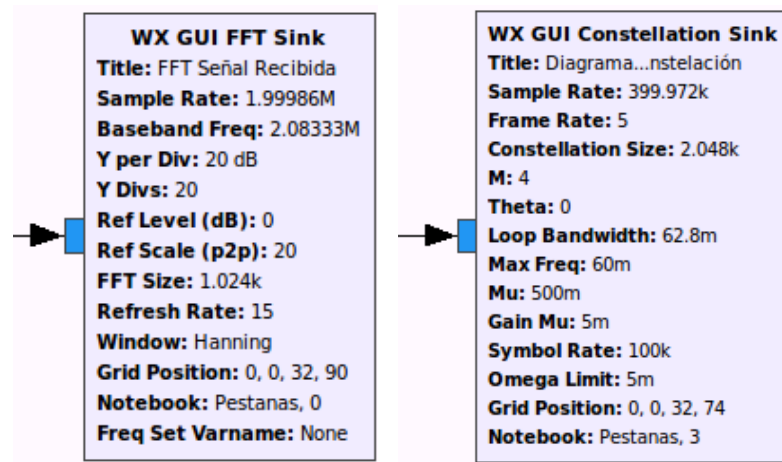 WX GUI FFT Sink
Title: FFT Señal Recibida
Sample Rate: 1.99986M
Baseband Freq: 2.08333M
Y per Div: 20 dB
Y Divs: 20
Ref Level (dB): 0
Ref Scale (p2p): 20
FFT Size: 1.024k
Refresh Rate: 15
Window: Hanning
Grid Position: 0, 0, 32, 90
Notebook: Pestanas, 0
Freq Set Varname: None
WX GUI Constellation Sink
Title: Diagrama...nstelación
Sample Rate: 399.972k
Frame Rate: 5
Constellation Size: 2.048k
M: 4
Theta: 0
Loop Bandwidth: 62.8m
Max Freq: 60m
Mu: 500m
Gain Mu: 5m
Symbol Rate: 100k
Omega Limit: 5m
Grid Position: 0, 0, 32, 74
Notebook: Pestanas, 3